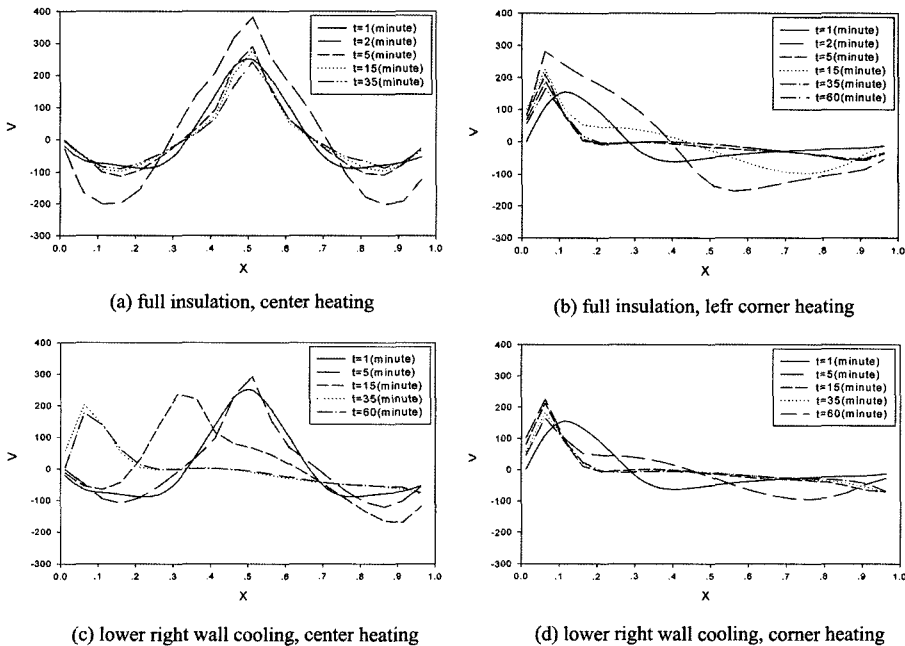 400
300
200
100
0
-100
-200
-300
V
0.0 .1 .2 .3 .4 .5 .6 .7 .8 .9 1.0
X
t=1(minute)
t=2(minute)
t=5(minute)
t=15(minute)
t=35(minute)
(a) full insulation, center heating
400
300
200
100
0
-100
-200
-300
V
0.0 .1 .2 .3 .4 .5 .6 .7 .8 .9 1.0
X
t=1(minute)
t=2(minute)
t=5(minute)
t=15(minute)
t=35(minute)
t=60(minute)
(b) full insulation, lefr corner heating
400
300
200
100
0
-100
-200
-300
V
0.0 .1 .2 .3 .4 .5 .6 .7 .8 .9 1.0
X
t=1(minute)
t=5(minute)
t=15(minute)
t=35(minute)
t=60(minute)
(c) lower right wall cooling, center heating
400
300
200
100
0
-100
-200
-300
V
0.0 .1 .2 .3 .4 .5 .6 .7 .8 .9 1.0
X
t=1(minute)
t=5(minute)
t=15(minute)
t=35(minute)
t=60(minute)
(d) lower right wall cooling, corner heating